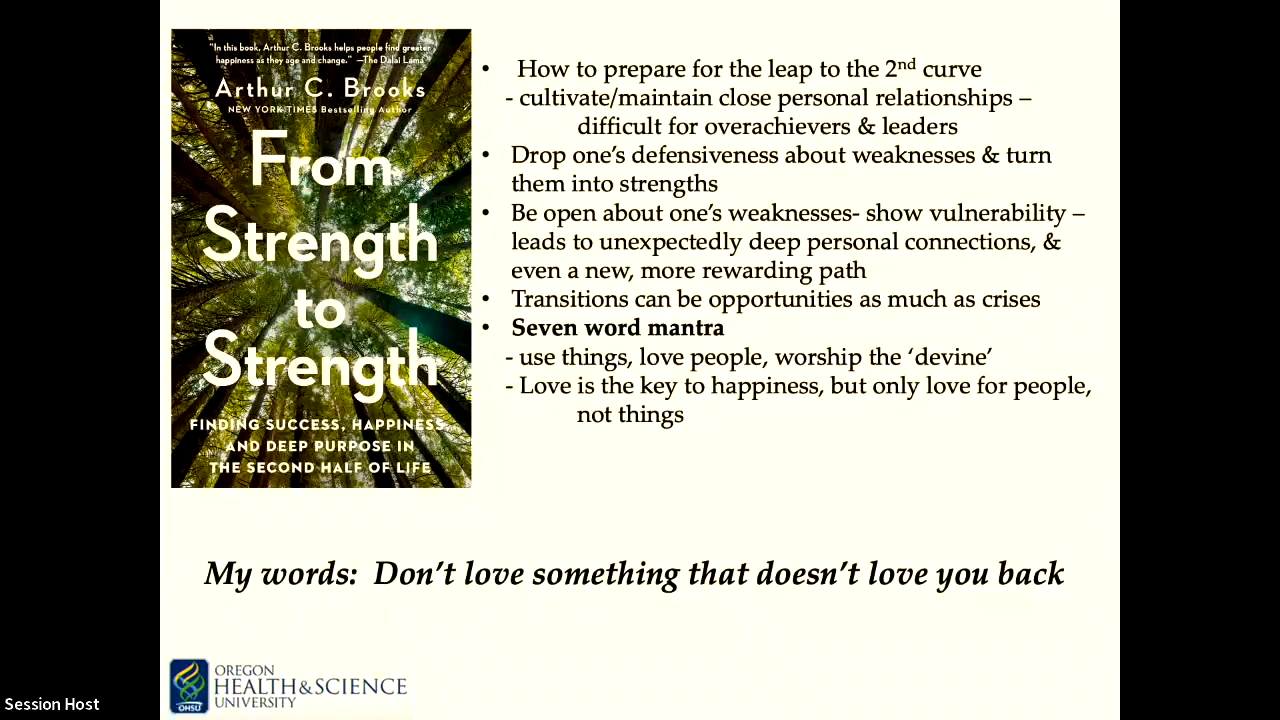 "In this book, Arthur C. Brooks helps people find greater
happiness as they age and change." —The Dalai Lama
Arthur C. Brooks
NEW YORK TIMES Bestselling Author
From
Strength
to
Strength
FINDING SUCCESS, HAPPINESS,
AND DEEP PURPOSE IN
THE SECOND HALF OF LIFE
• How to prepare for the leap to the 2nd curve
- cultivate/maintain close personal relationships –
difficult for overachievers & leaders
• Drop one's defensiveness about weaknesses & turn
them into strengths
• Be open about one's weaknesses- show vulnerability –
leads to unexpectedly deep personal connections, &
even a new, more rewarding path
• Transitions can be opportunities as much as crises
• Seven word mantra
- use things, love people, worship the 'devine'
- Love is the key to happiness, but only love for people,
not things
My words: Don't love something that doesn't love you back
OHSU
OREGON
HEALTH&SCIENCE
UNIVERSITY
Session Host